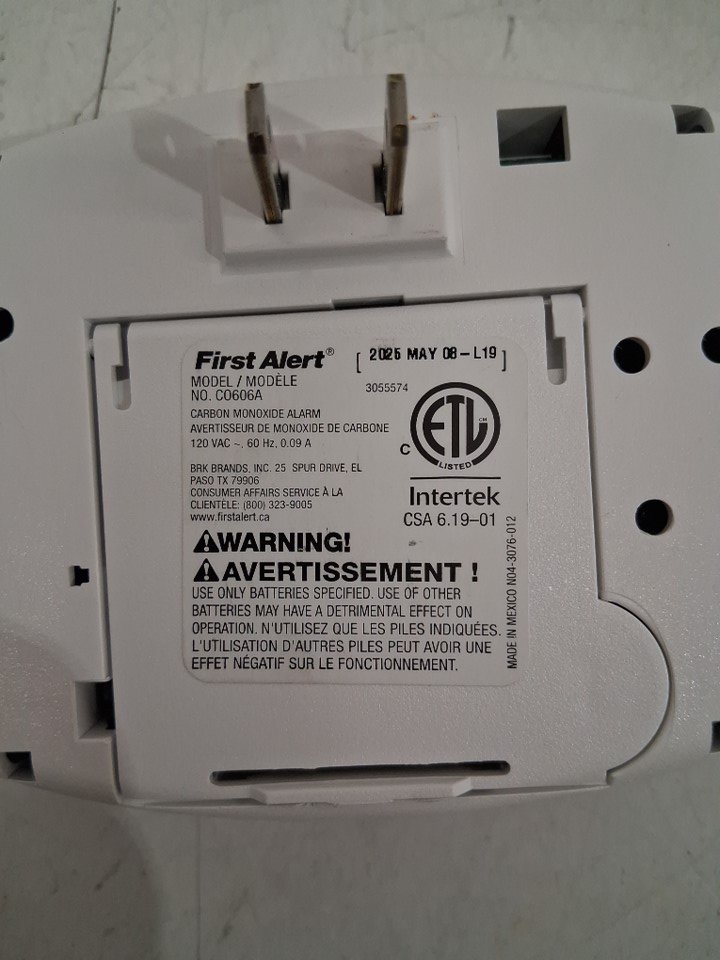 First Alert®
[ 2025 MAY 08-L19 ]
MODEL / MODÈLE
NO. CO606A
3055574
CARBON MONOXIDE ALARM
AVERTISSEUR DE MONOXIDE DE CARBONE
120 VAC ~, 60 Hz, 0.09 A
BRK BRANDS, INC. 25 SPUR DRIVE, EL
PASO TX 79906
CONSUMER AFFAIRS SERVICE À LA
CLIENTÈLE: (800) 323-9005
www.firstalert.ca
C ETL CM
LISTED
Intertek
CSA 6.19-01
WARNING!
AVERTISSEMENT !
USE ONLY BATTERIES SPECIFIED. USE OF OTHER
BATTERIES MAY HAVE A DETRIMENTAL EFFECT ON
OPERATION. N'UTILISEZ QUE LES PILES INDIQUÉES.
L'UTILISATION D'AUTRES PILES PEUT AVOIR UNE
EFFET NÉGATIF SUR LE FONCTIONNEMENT.
MADE IN MEXICO N04-3076-012